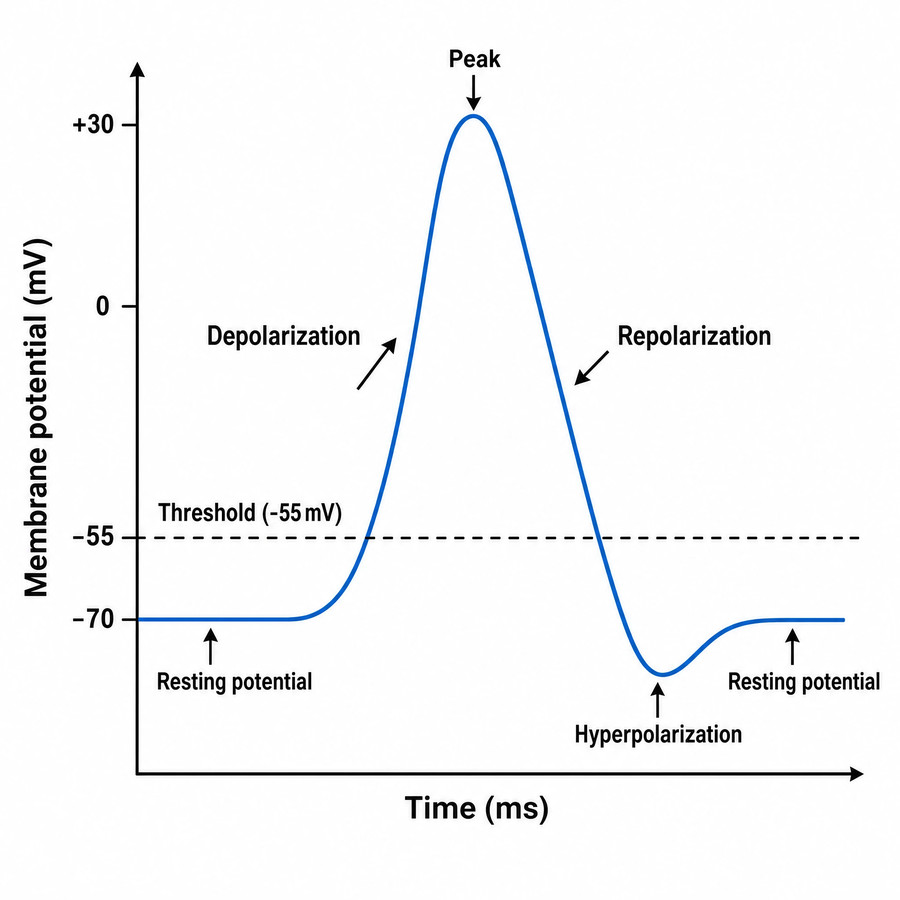 Peak
+30
Membrane potential (mV)
0
Depolarization
Repolarization
Threshold (-55 mV)
-55
-70
Resting potential
Resting potential
Hyperpolarization
Time (ms)